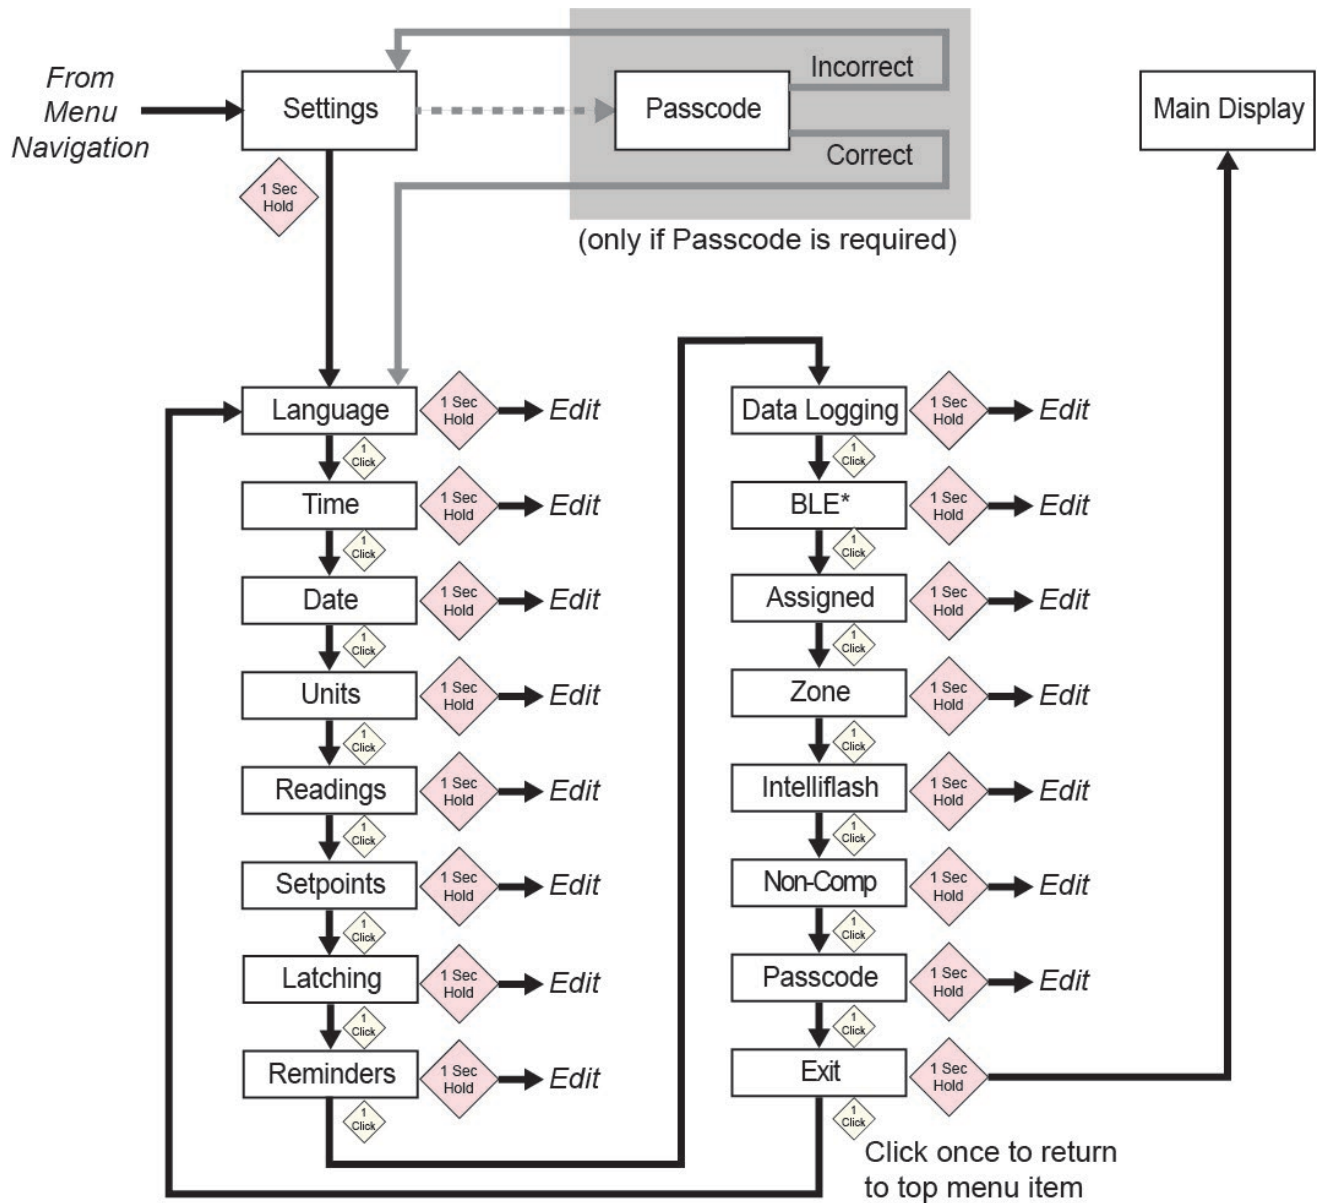 From
Menu
Navigation
Settings
Passcode
Incorrect
Correct
Main Display
1 Sec
Hold
(only if Passcode is required)
Language
1 Sec
Hold
Edit
1
Click
Time
1 Sec
Hold
Edit
1
Click
Date
1 Sec
Hold
Edit
1
Click
Units
1 Sec
Hold
Edit
1
Click
Readings
1 Sec
Hold
Edit
1
Click
Setpoints
1 Sec
Hold
Edit
1
Click
Latching
1 Sec
Hold
Edit
1
Click
Reminders
1 Sec
Hold
Edit
1
Click
Data Logging
1 Sec
Hold
Edit
1
Click
BLE*
1 Sec
Hold
Edit
1
Click
Assigned
1 Sec
Hold
Edit
1
Click
Zone
1 Sec
Hold
Edit
1
Click
Intelliflash
1 Sec
Hold
Edit
1
Click
Non-Comp
1 Sec
Hold
Edit
1
Click
Passcode
1 Sec
Hold
Edit
1
Click
Exit
1 Sec
Hold
1
Click
Click once to return
to top menu item